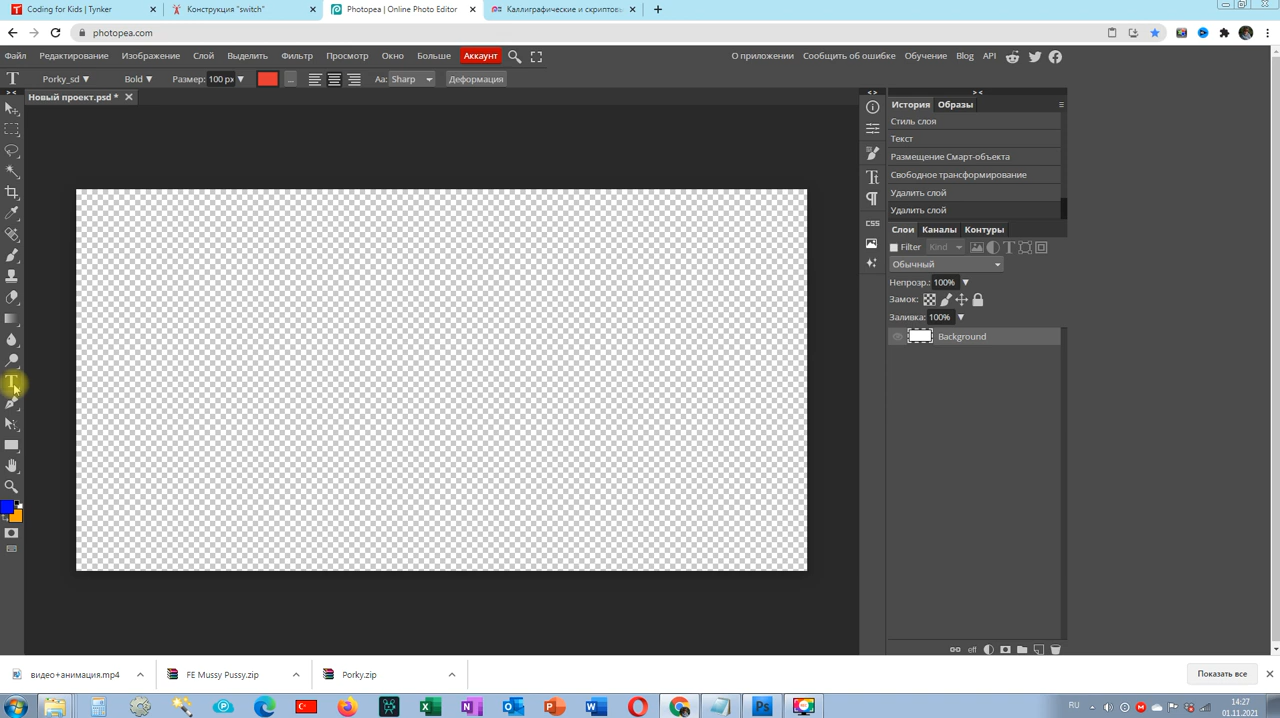 Coding for Kids | Tynker
Конструкция "switch"
Photopea | Online Photo Editor
Каллиграфические и скриптов
photopea.com
Файл Редактирование Изображение Слой Выделить Фильтр Просмотр Окно Больше Аккаунт О приложении Сообщить об ошибке Обучение Blog API
Porky_sd Bold Размер: 100 px ... Aa: Sharp Деформация
Новый проект.psd *
История Образы
Стиль слоя
Текст
Размещение Смарт-объекта
Свободное трансформирование
Удалить слой
Удалить слой
CSS
Слои Каналы Контуры
Filter Kind
Обычный
Непрозр.: 100%
Замок:
Заливка: 100%
Background
eff
видео+анимация.mp4 FE Mussy Pussy.zip Porky.zip Показать все
RU 14:27
01.11.2021